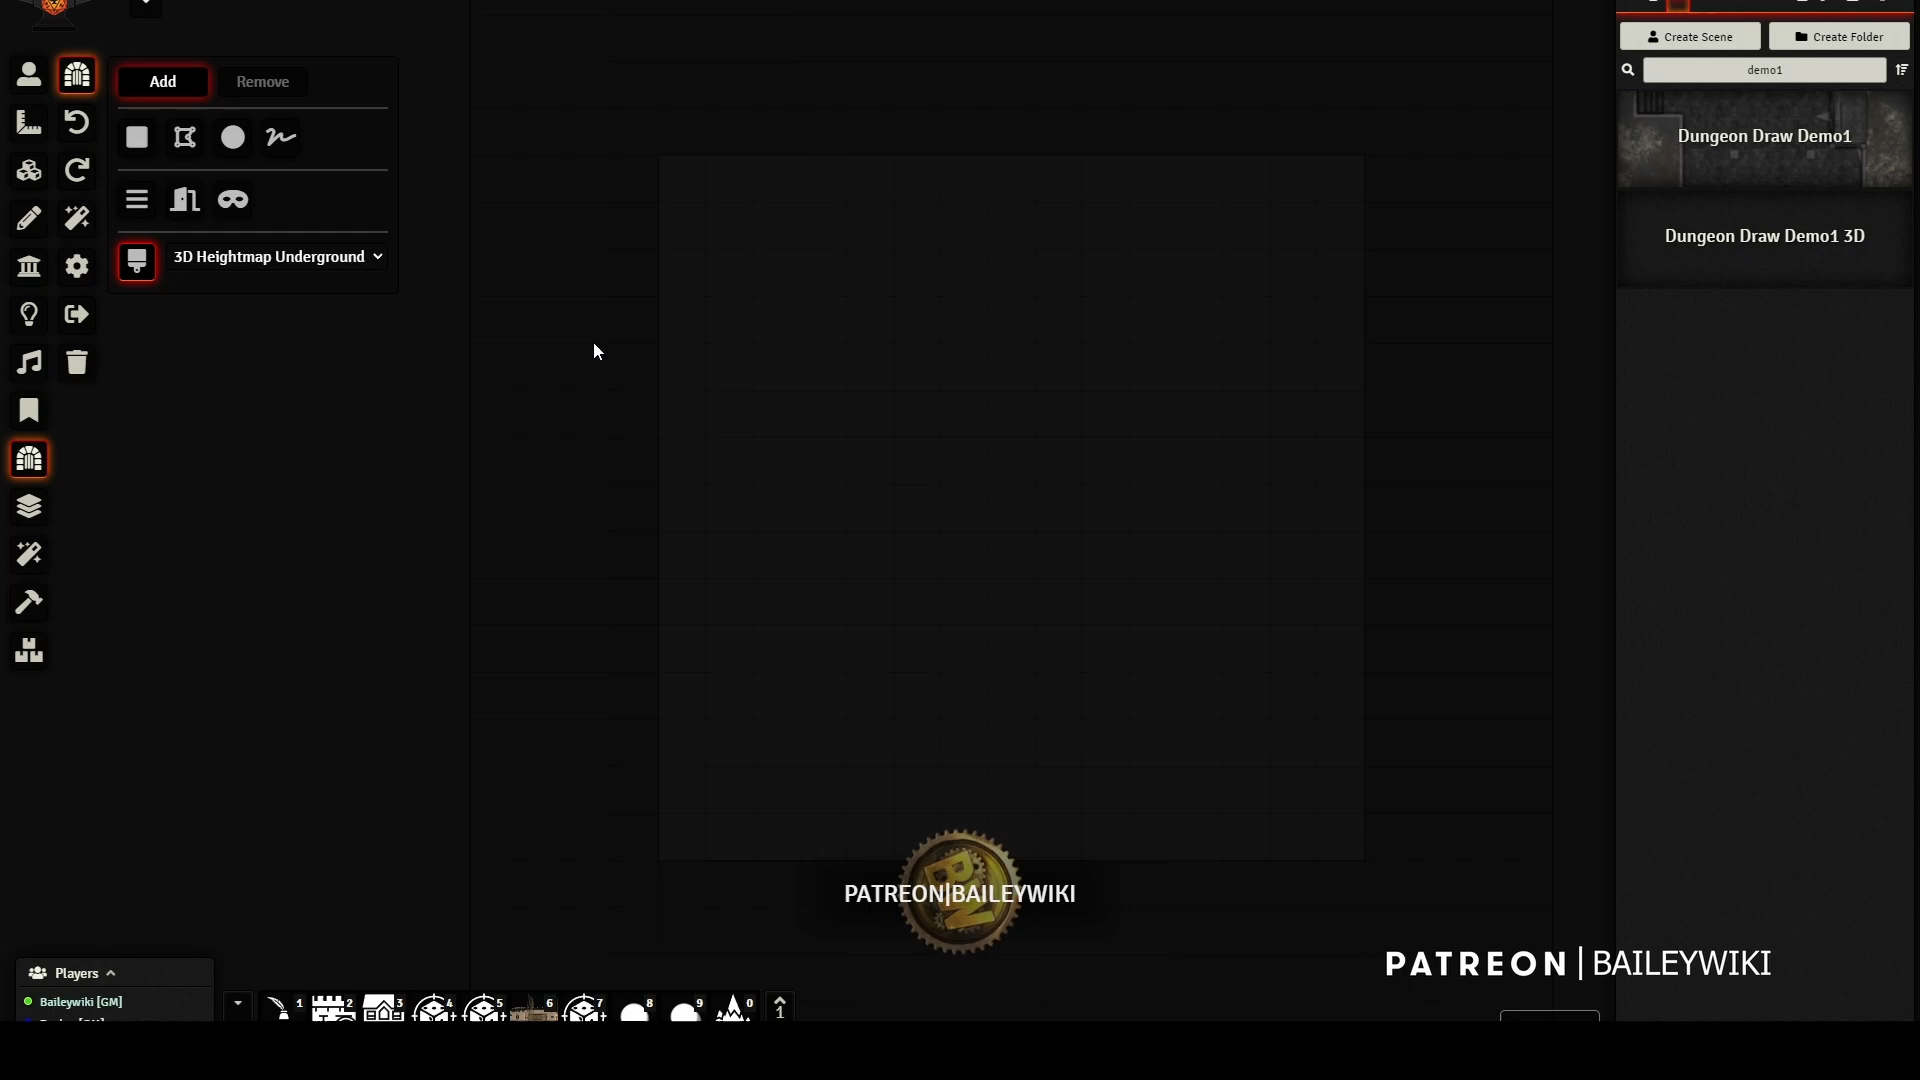 Create Scene
Create Folder
demo1
Add
Remove
Dungeon Draw Demo1
Dungeon Draw Demo1 3D
3D Heightmap Underground
PATREON|BAILEYWIKI
PATREON|BAILEYWIKI
Players
Baileywiki [GM]
1
2
3
4
5
6
7
8
9
0
1